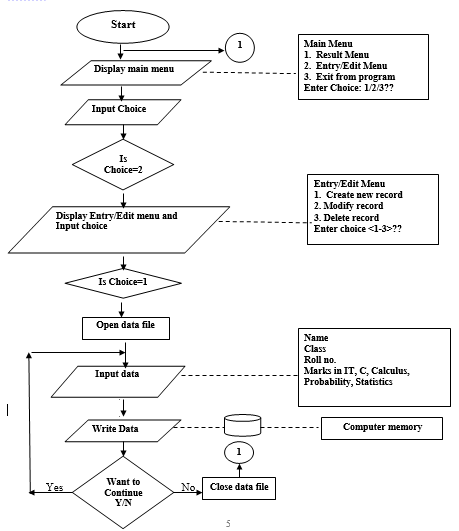 Start
1
Display main menu
Main Menu
1. Result Menu
2. Entry/Edit Menu
3. Exit from program
Enter Choice: 1/2/3??
Input Choice
Is
Choice=2
Display Entry/Edit menu and
Input choice
Entry/Edit Menu
1. Create new record
2. Modify record
3. Delete record
Enter choice <1-3>??
Is Choice=1
Open data file
Input data
Name
Class
Roll no.
Marks in IT, C, Calculus,
Probability, Statistics
Write Data
Computer memory
1
Yes
Want to
Continue
Y/N
No
Close data file
5